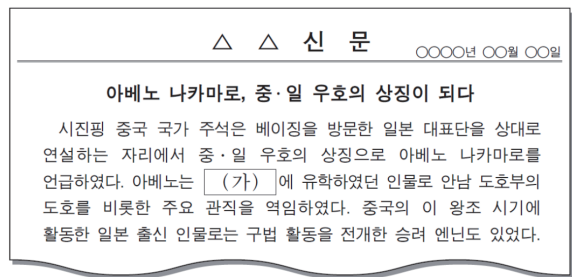 △ △ 신 문
○○○○년 ○○월 ○○일
아베노 나카마로, 중·일 우호의 상징이 되다
시진핑 중국 국가 주석은 베이징을 방문한 일본 대표단을 상대로
연설하는 자리에서 중·일 우호의 상징으로 아베노 나카마로를
언급하였다. 아베노는 (가) 에 유학하였던 인물로 안남 도호부의
도호를 비롯한 주요 관직을 역임하였다. 중국의 이 왕조 시기에
활동한 일본 출신 인물로는 구법 활동을 전개한 승려 엔닌도 있었다.